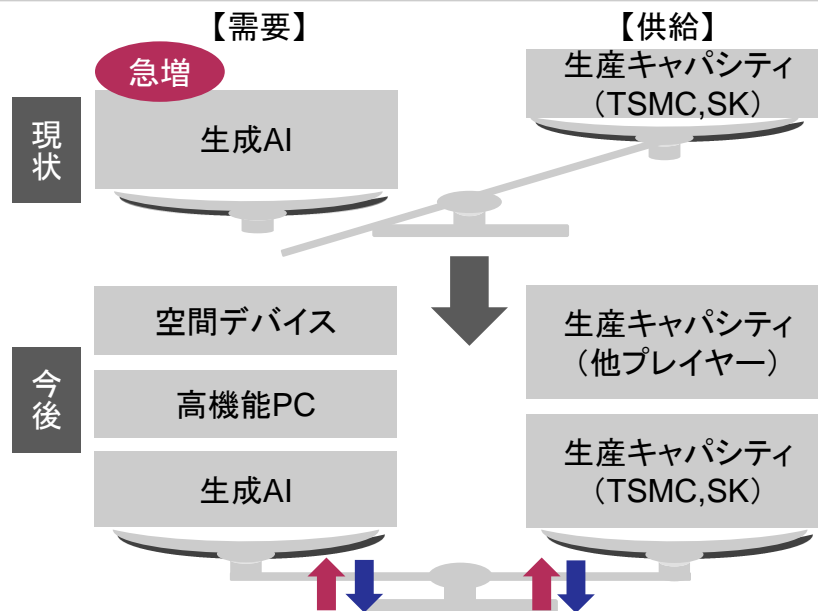 【需要】
【供給】
急増
現状
生成AI
生産キャパシティ
（TSMC,SK）
今後
空間デバイス
高機能PC
生成AI
生産キャパシティ
（他プレイヤー）
生産キャパシティ
（TSMC,SK）